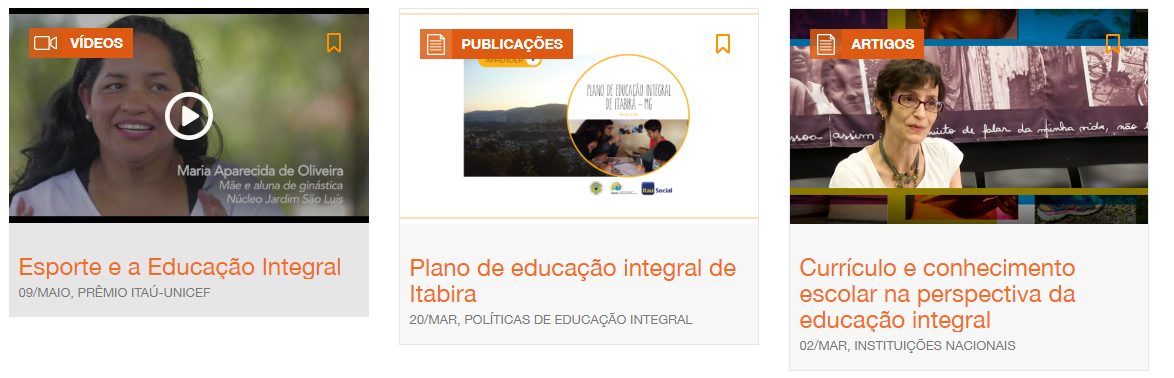 VÍDEOS
Maria Aparecida de Oliveira
Mãe e aluna de ginástica
Núcleo Jardim São Luís
Esporte e a Educação Integral
09/MAIO, PRÊMIO ITAÚ-UNICEF
PUBLICAÇÕES
APRENDER
PLANO DE EDUCAÇÃO INTEGRAL
DE ITABIRA - MG
Itaú Social
Plano de educação integral de
Itabira
20/MAR, POLÍTICAS DE EDUCAÇÃO INTEGRAL
ARTIGOS
assim muito de falar da minha vida, não
Currículo e conhecimento
escolar na perspectiva da
educação integral
02/MAR, INSTITUIÇÕES NACIONAIS